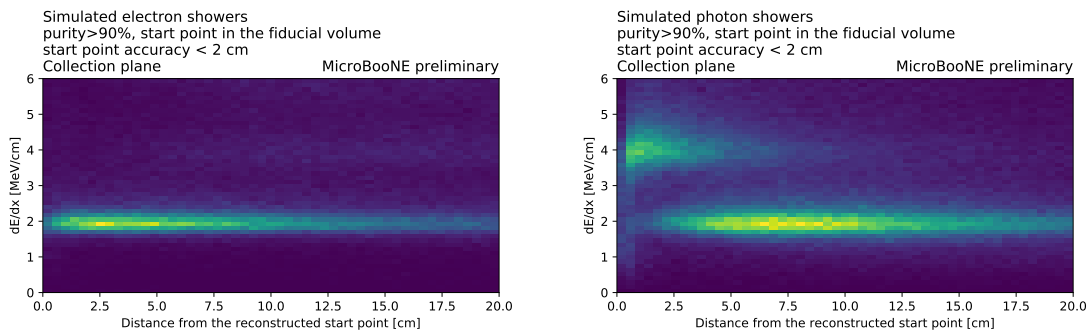 Simulated electron showers
purity>90%, start point in the fiducial volume
start point accuracy < 2 cm
Collection plane MicroBooNE preliminary
6
5
4
3
2
1
0
dE/dx [MeV/cm]
0.0 2.5 5.0 7.5 10.0 12.5 15.0 17.5 20.0
Distance from the reconstructed start point [cm]
Simulated photon showers
purity>90%, start point in the fiducial volume
start point accuracy < 2 cm
Collection plane MicroBooNE preliminary
6
5
4
3
2
1
0
dE/dx [MeV/cm]
0.0 2.5 5.0 7.5 10.0 12.5 15.0 17.5 20.0
Distance from the reconstructed start point [cm]